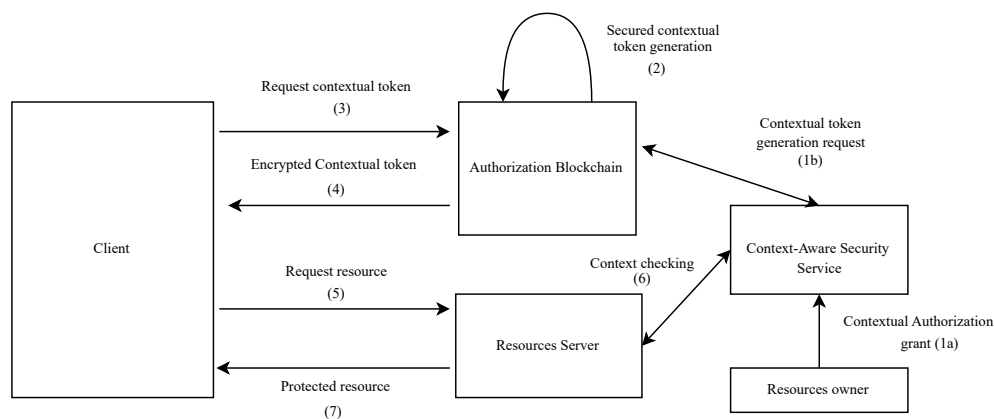 Secured contextual
token generation
(2)
Request contextual token
(3)
Contextual token
generation request
(1b)
Encrypted Contextual token
(4)
Authorization Blockchain
Client
Context-Aware Security
Service
Request resource
(5)
Context checking
(6)
Resources Server
Contextual Authorization
grant (1a)
Protected resource
(7)
Resources owner